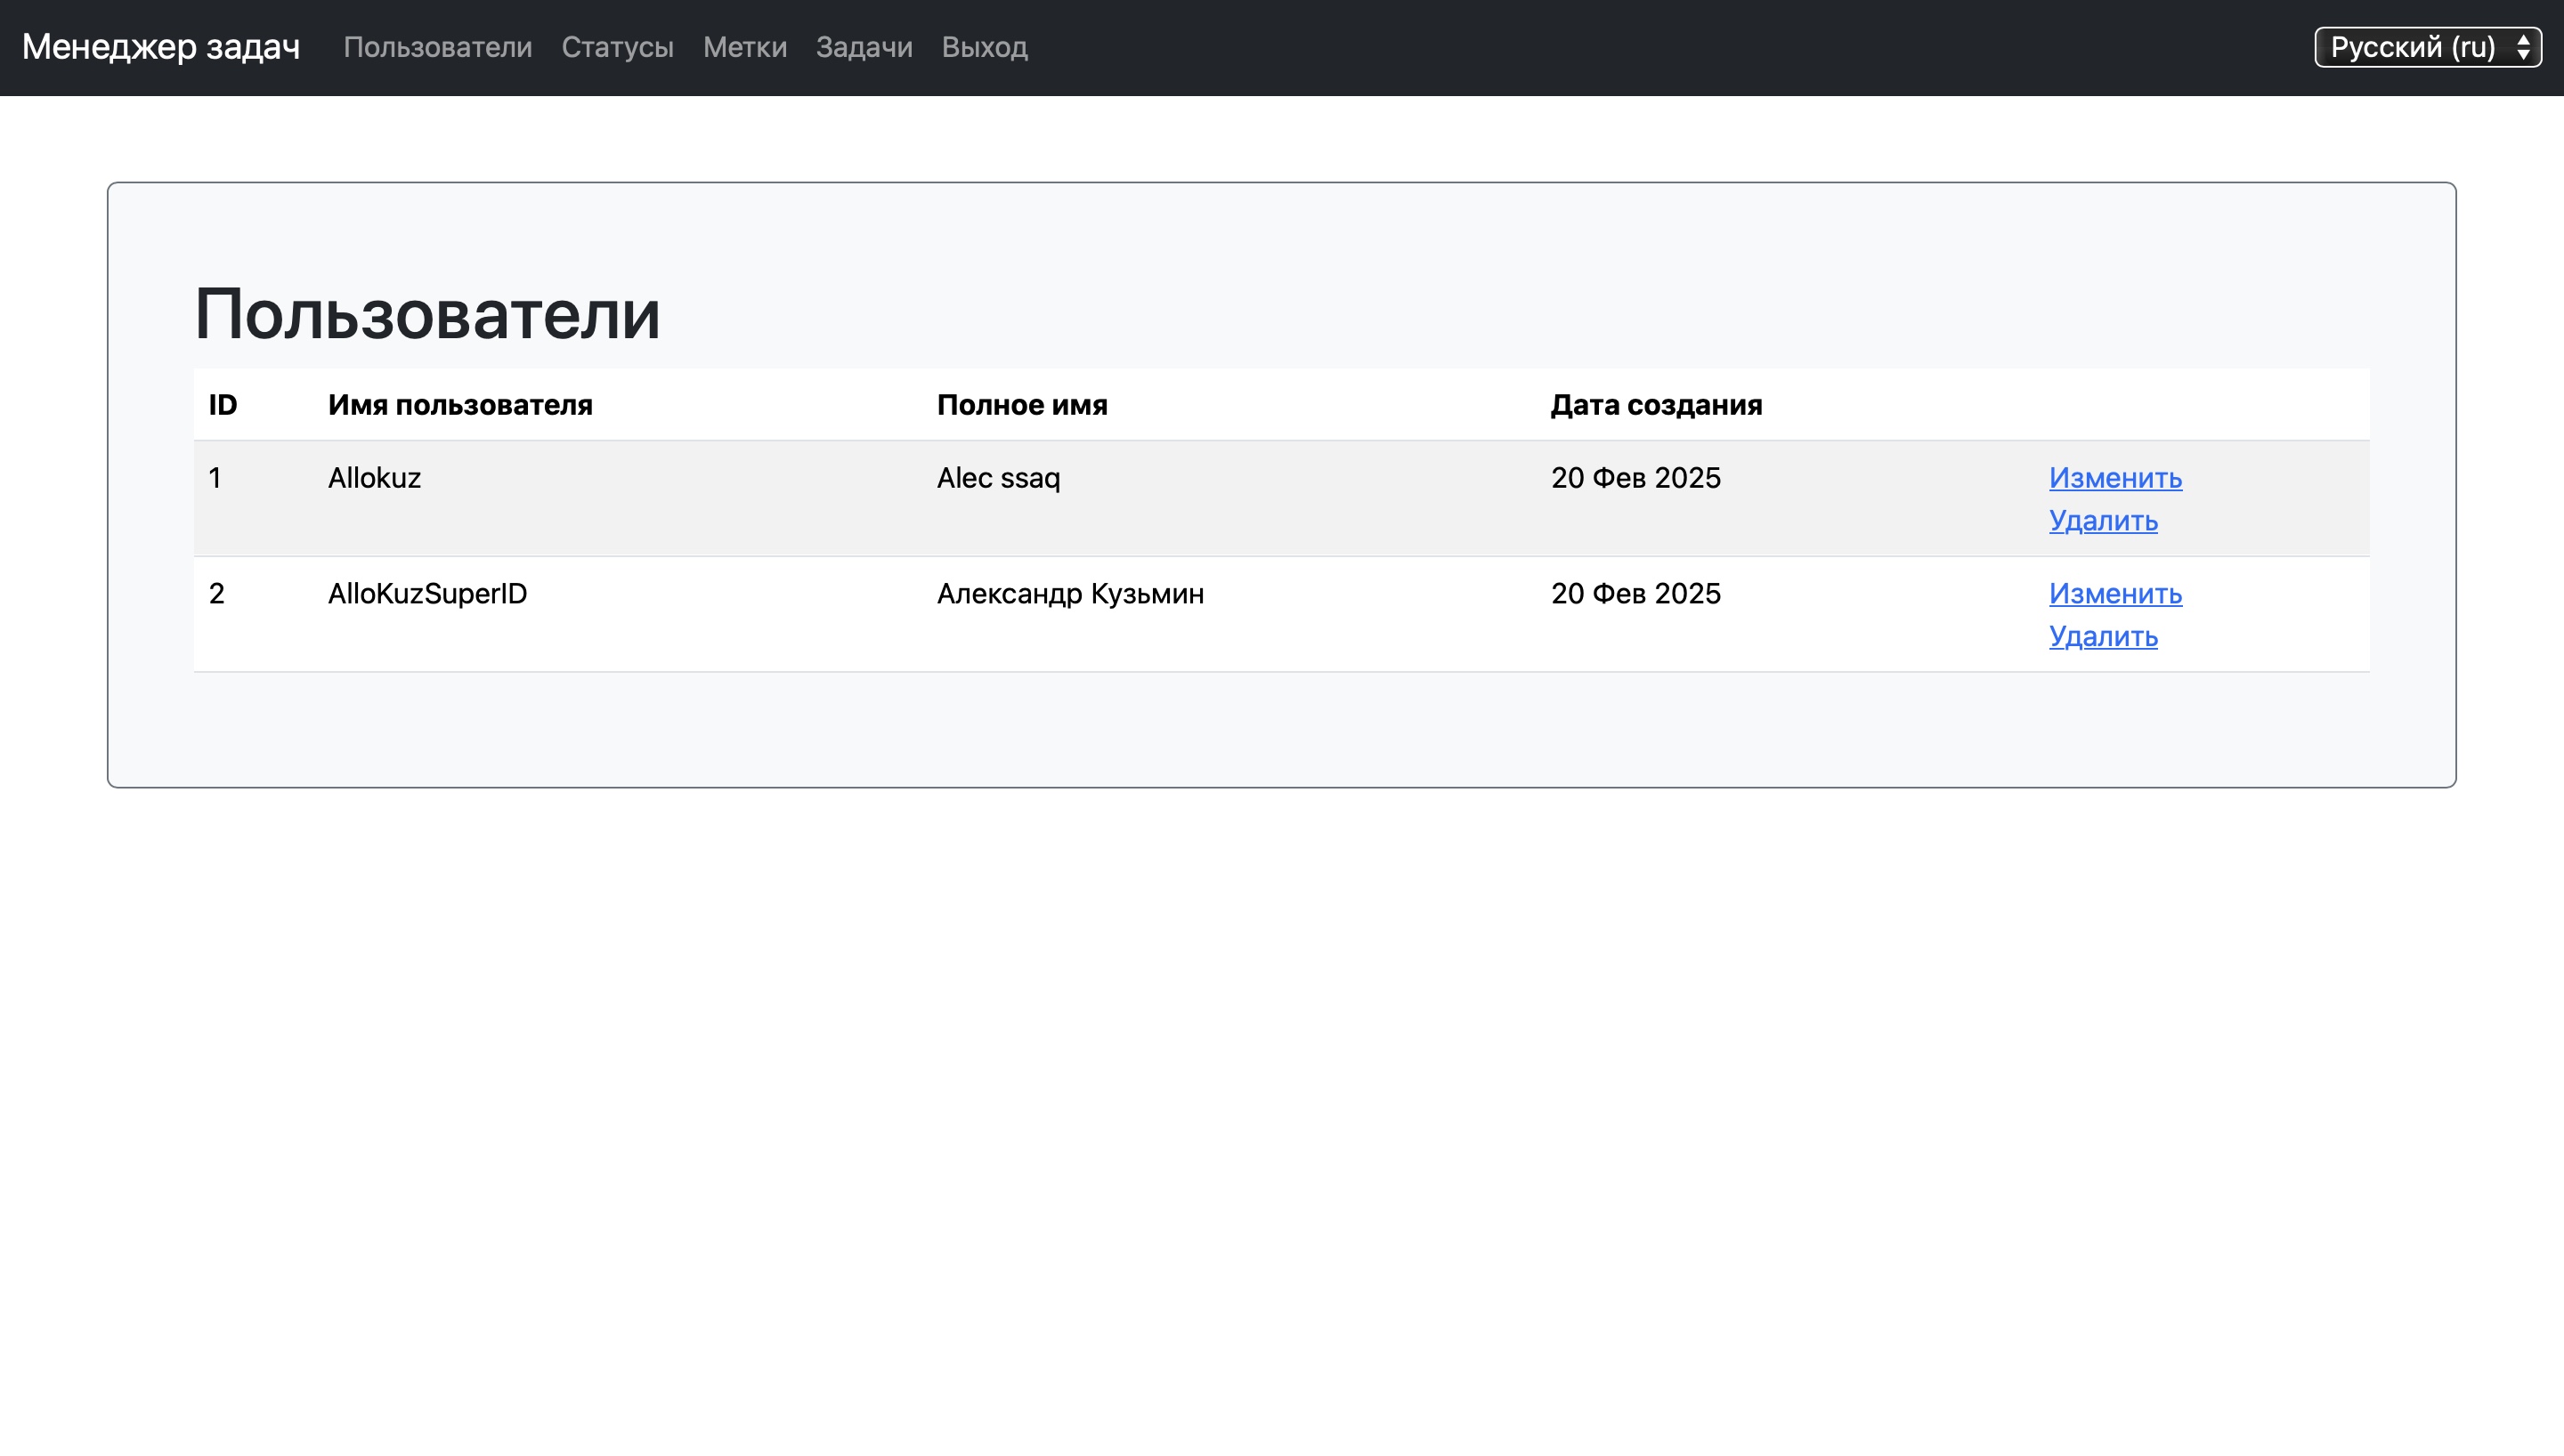 Менеджер задач Пользователи Статусы Метки Задачи Выход Русский (ru)
Пользователи
ID Имя пользователя Полное имя Дата создания
1 Allokuz Alec ssaq 20 Фев 2025 Изменить
Удалить
2 AlloKuzSuperID Александр Кузьмин 20 Фев 2025 Изменить
Удалить